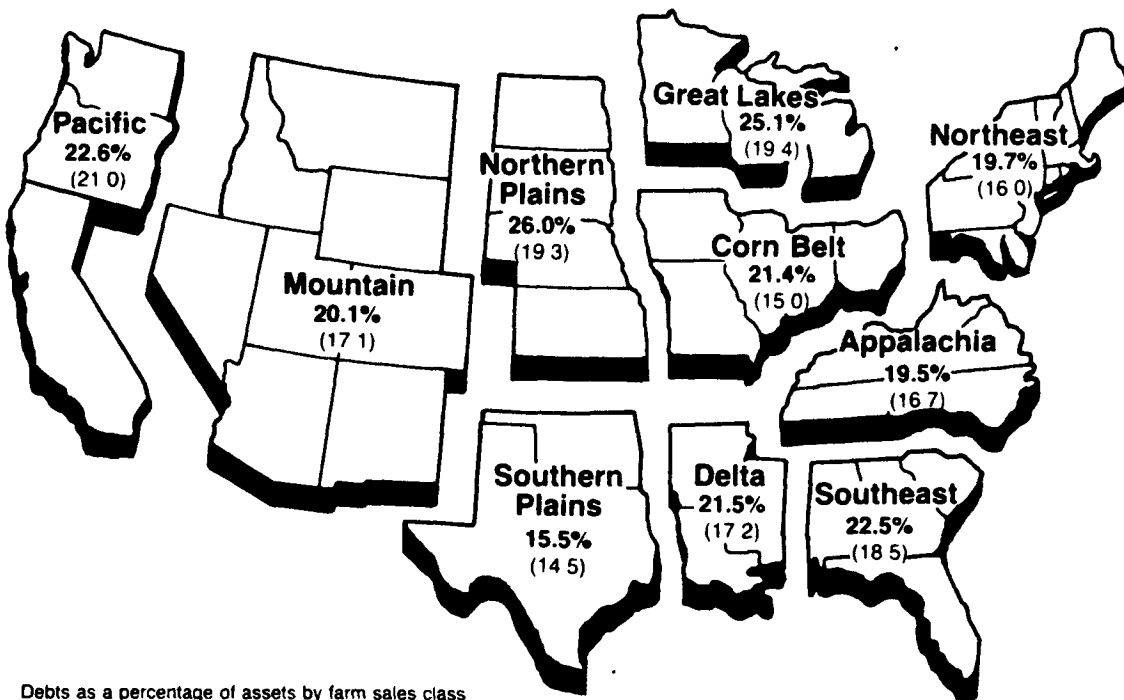 Pacific
22.6%
(21 0)
Mountain
20.1%
(17 1)
Northern
Plains
26.0%
(19 3)
Great Lakes
25.1%
(19 4)
Northeast
19.7%
(16 0)
Corn Belt
21.4%
(15 0)
Appalachia
19.5%
(16 7)
Southern
Plains
15.5%
(14 5)
Delta
21.5%
(17 2)
Southeast
22.5%
(18 5)
Debts as a percentage of assets by farm sales class